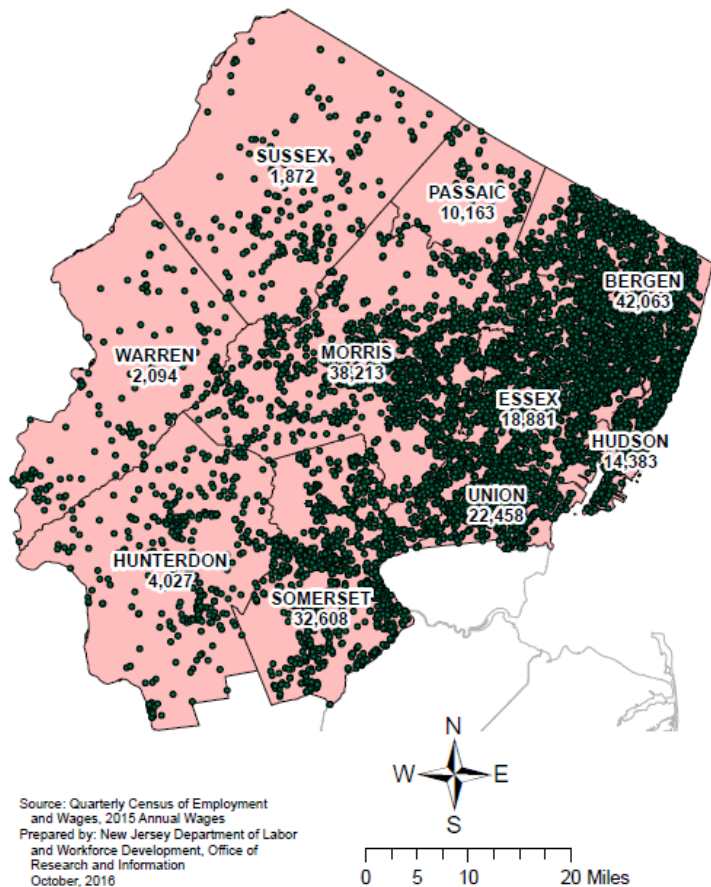 SUSSEX
1,872
PASSAIC
10,163
BERGEN
42,063
WARREN
2,094
MORRIS
38,213
ESSEX
18,881
HUDSON
14,383
UNION
22,458
HUNTERDON
4,027
SOMERSET
32,608
N
W E
S
Source: Quarterly Census of Employment
and Wages, 2015 Annual Wages
Prepared by: New Jersey Department of Labor
and Workforce Development, Office of
Research and Information
October, 2016
0 5 10 20 Miles